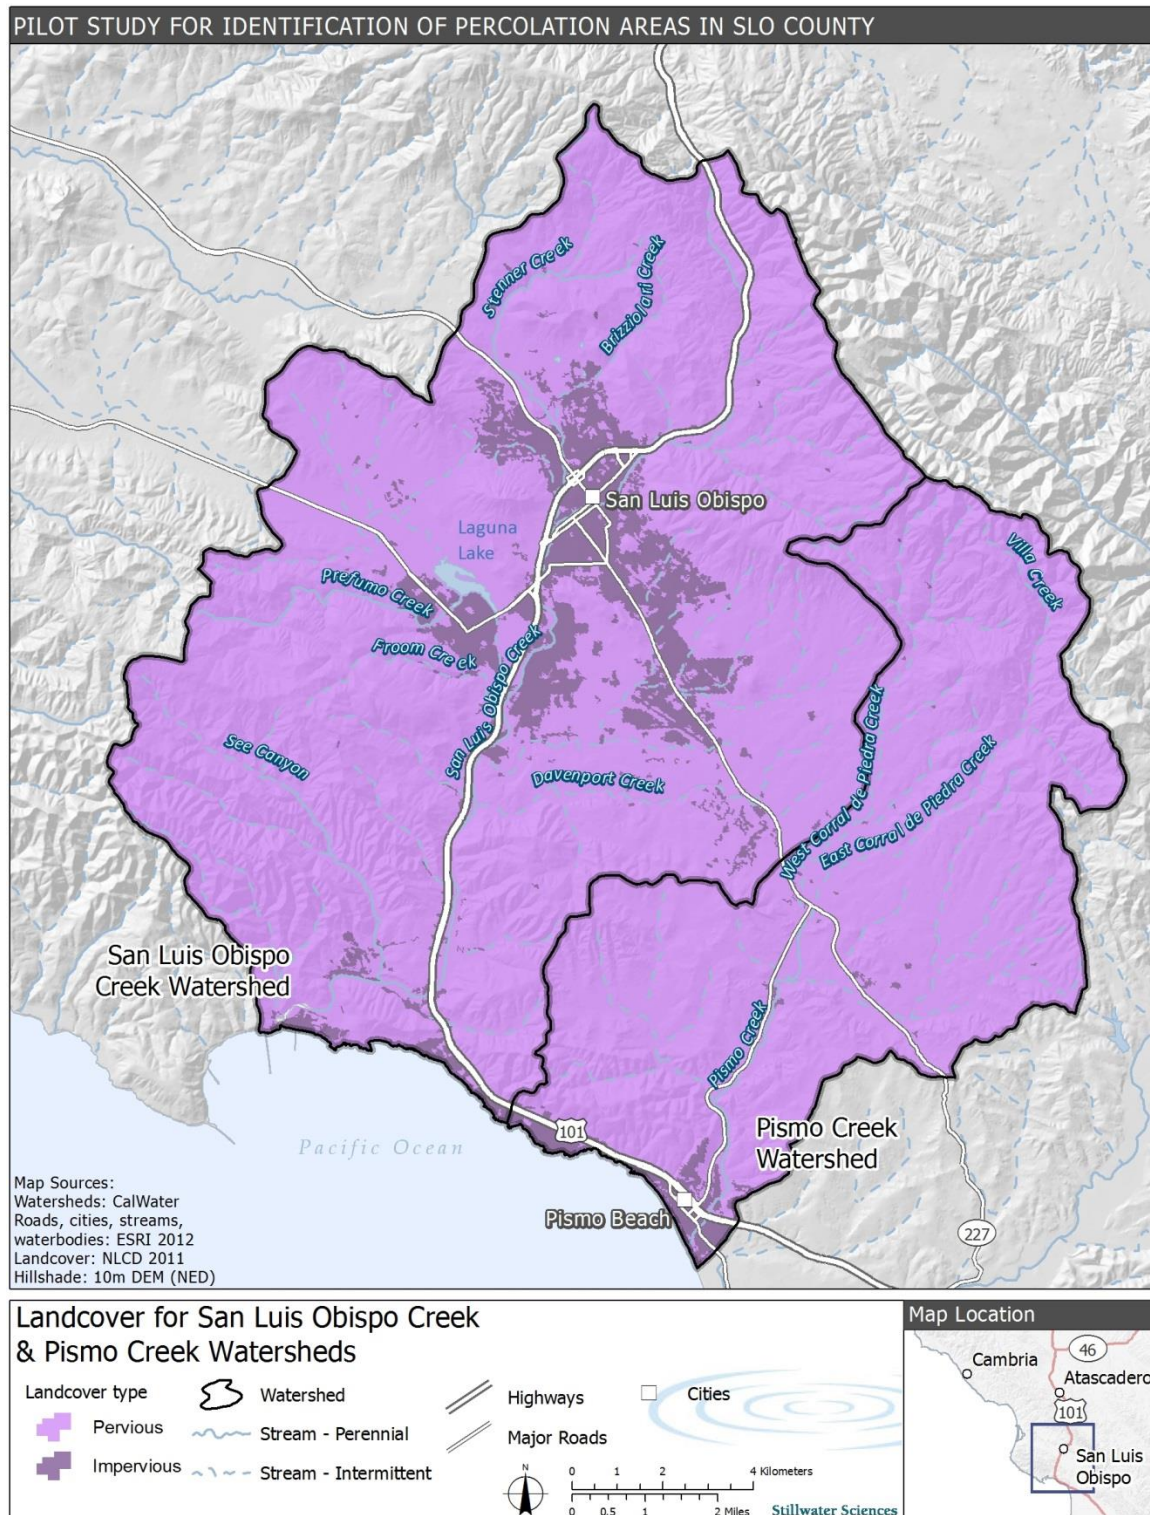 PILOT STUDY FOR IDENTIFICATION OF PERCOLATION AREAS IN SLO COUNTY
Stenner Creek
Brizziolari Creek
San Luis Obispo
Laguna
Lake
Villa Creek
Prefumo Creek
Froom Creek
San Luis Obispo Creek
See Canyon
Davenport Creek
West Corral de Piedra Creek
East Corral de Piedra Creek
San Luis Obispo
Creek Watershed
Pismo Creek
101
Pacific Ocean
Pismo Creek
Watershed
Pismo Beach
227
Map Sources:
Watersheds: CalWater
Roads, cities, streams,
waterbodies: ESRI 2012
Landcover: NLCD 2011
Hillshade: 10m DEM (NED)
Landcover for San Luis Obispo Creek
& Pismo Creek Watersheds
Landcover type
Pervious
Impervious
Watershed
Stream - Perennial
Stream - Intermittent
Highways
Major Roads
Cities
N
0 1 2 4 Kilometers
0 0.5 1 2 Miles
Stillwater Sciences
Map Location
46
Cambria
Atascadero
101
San Luis
Obispo